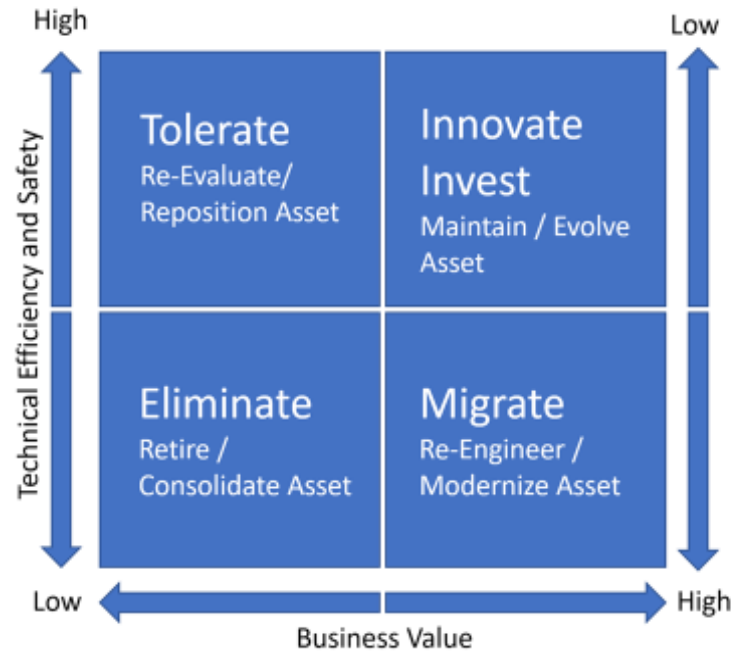 High
Low
Tolerate
Re-Evaluate/
Reposition Asset
Innovate
Invest
Maintain / Evolve
Asset
Technical Efficiency and Safety
Eliminate
Retire /
Consolidate Asset
Migrate
Re-Engineer /
Modernize Asset
Low
High
Business Value